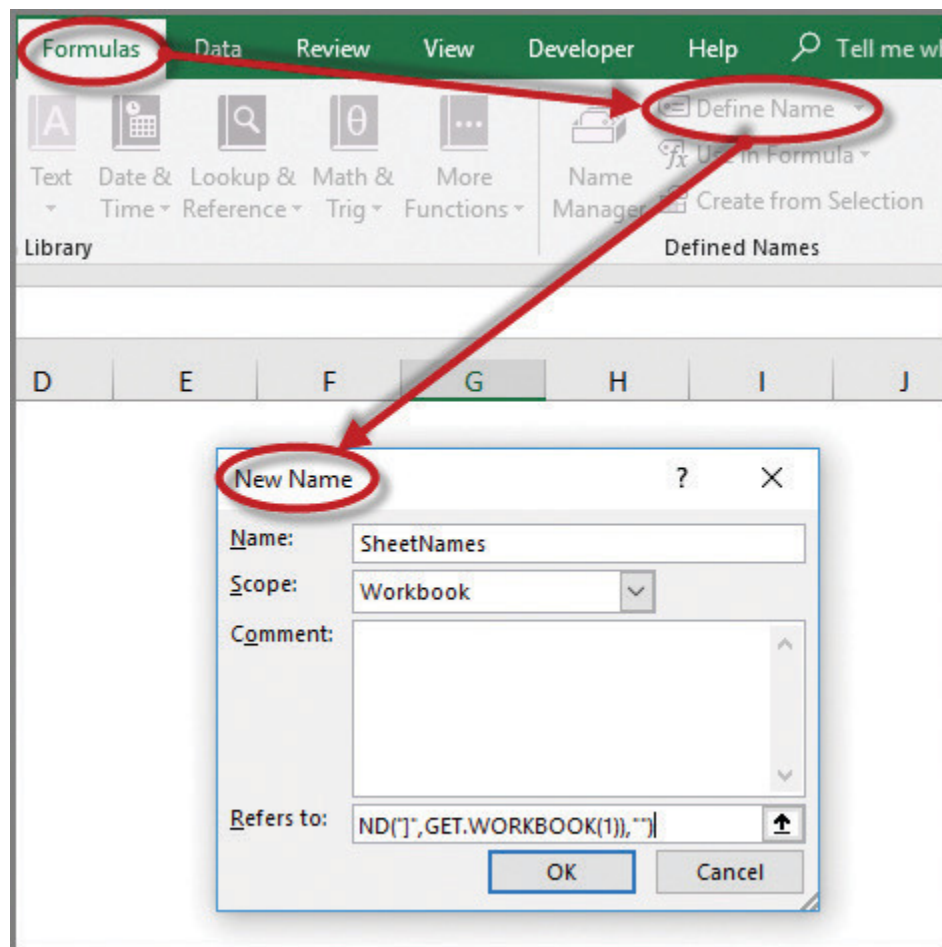 Formulas Data Review View Developer Help Tell me wh
A θ ... Define Name
Text Date & Lookup & Math & More Name fx Use in Formula
Time Reference Trig Functions Manager Create from Selection
Library Defined Names
D E F G H I J
New Name ?
Name: SheetNames
Scope: Workbook
Comment:
Refers to: ND("]",GET.WORKBOOK(1)),"")
OK Cancel